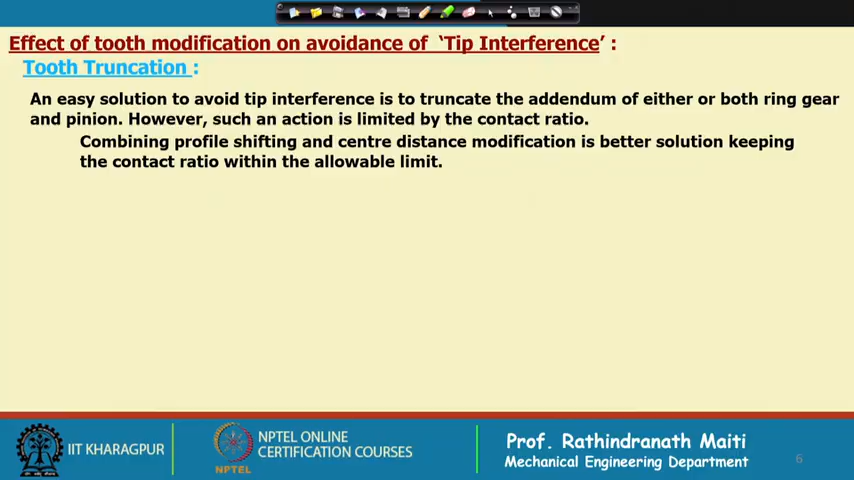 Effect of tooth modification on avoidance of 'Tip Interference' :
Tooth Truncation :
An easy solution to avoid tip interference is to truncate the addendum of either or both ring gear
and pinion. However, such an action is limited by the contact ratio.
Combining profile shifting and centre distance modification is better solution keeping
the contact ratio within the allowable limit.
IIT KHARAGPUR
NPTEL
NPTEL ONLINE
CERTIFICATION COURSES
Prof. Rathindranath Maiti
Mechanical Engineering Department
6